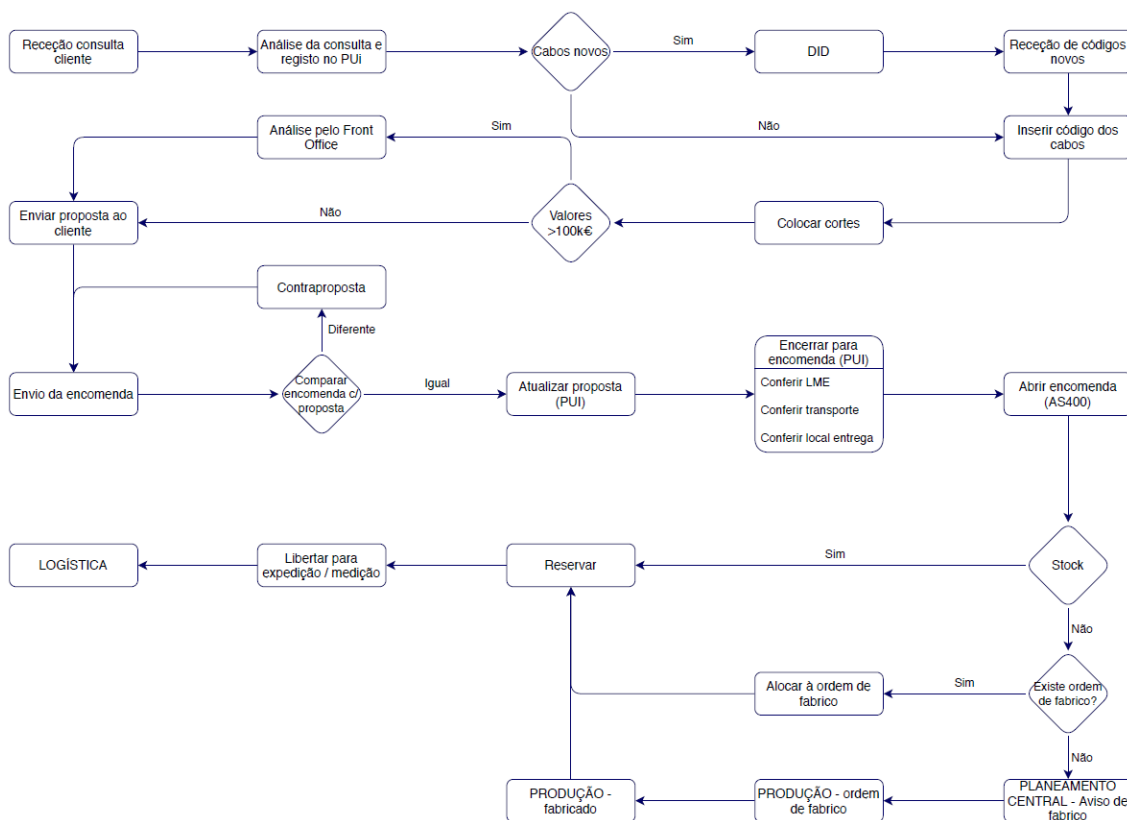 Receção consulta
cliente
Análise da consulta e
registo no PUi
Cabos novos
Sim
DID
Receção de códigos
novos
Análise pelo Front
Office
Sim
Não
Inserir código dos
cabos
Enviar proposta ao
cliente
Não
Valores
>100k€
Colocar cortes
Contraproposta
Diferente
Envio da encomenda
Comparar
encomenda c/
proposta
Igual
Atualizar proposta
(PUI)
Encerrar para
encomenda (PUI)
Conferir LME
Conferir transporte
Conferir local entrega
Abrir encomenda
(AS400)
LOGÍSTICA
Libertar para
expedição / medição
Reservar
Sim
Stock
Não
Alocar à ordem de
fabrico
Sim
Existe ordem
de fabrico?
Não
PRODUÇÃO -
fabricado
PRODUÇÃO - ordem
de fabrico
PLANEAMENTO
CENTRAL - Aviso de
fabrico